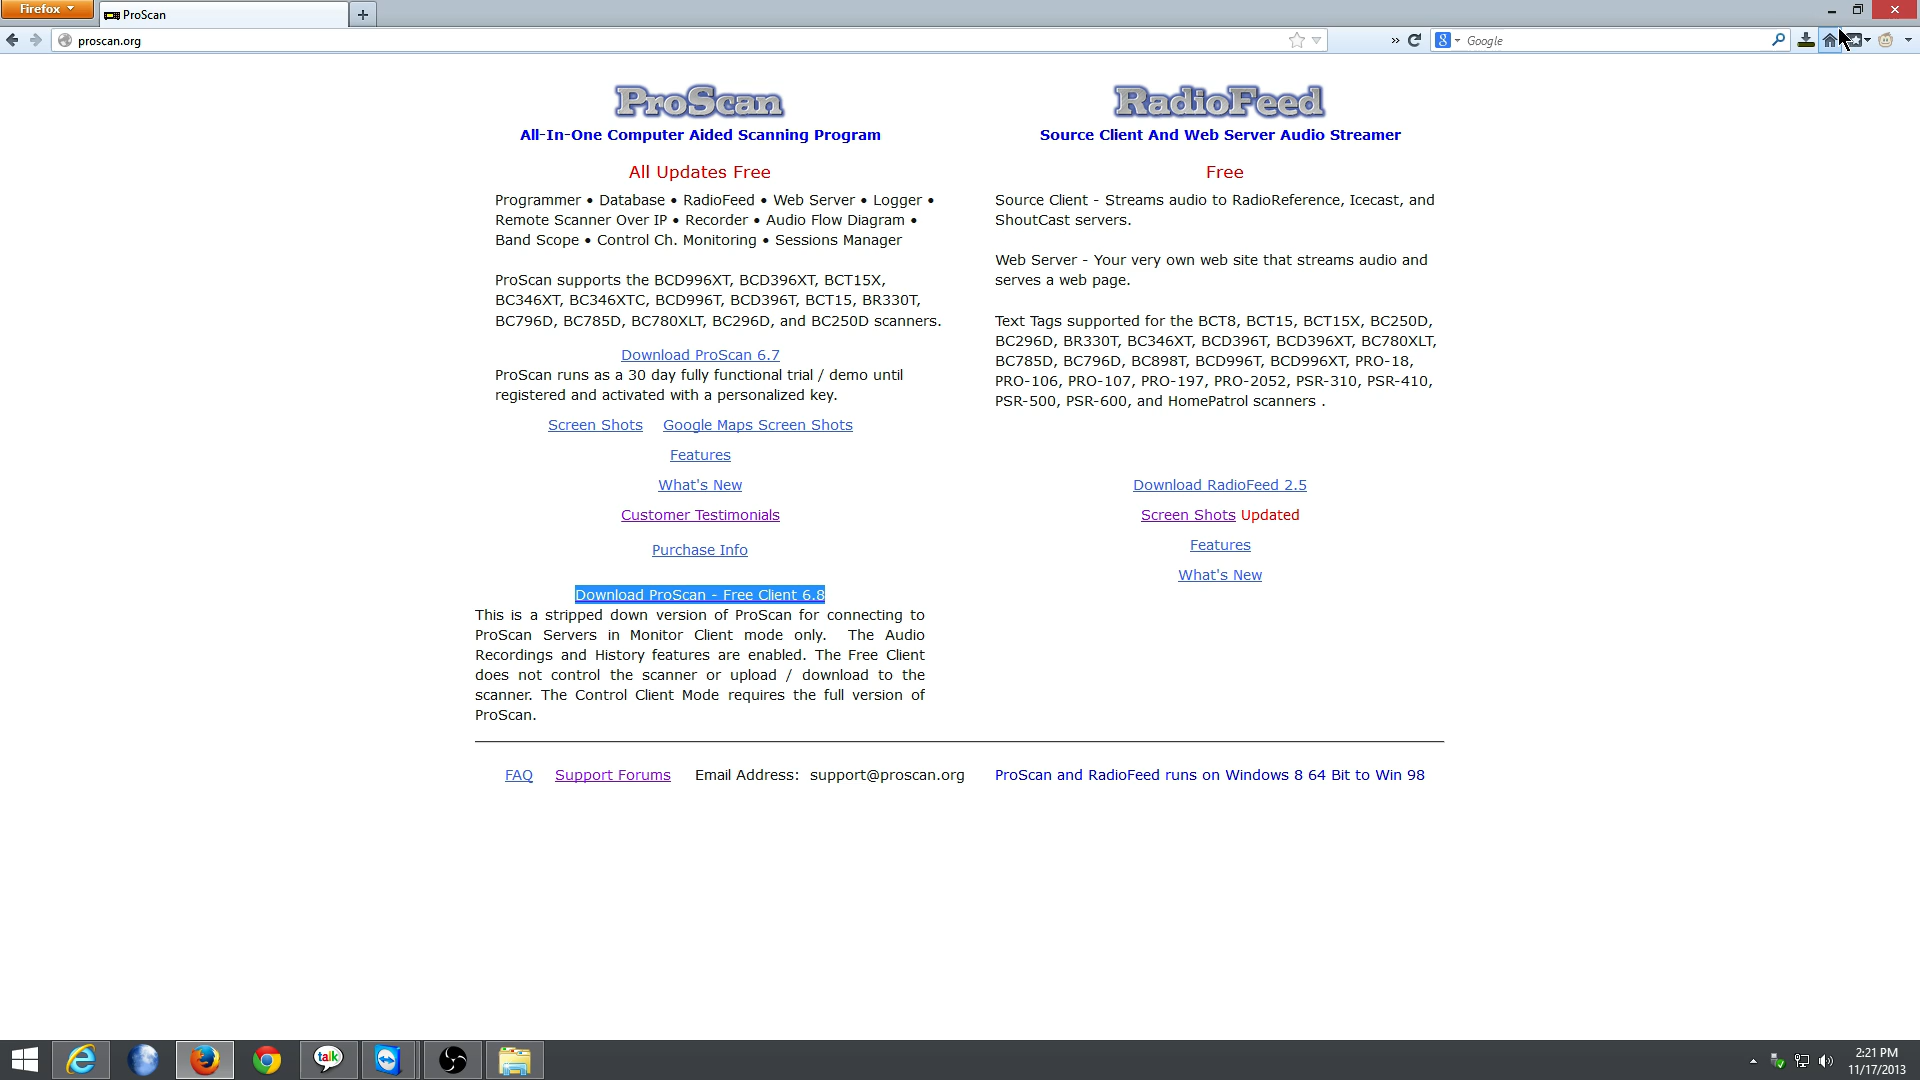 Firefox
ProScan
proscan.org
Google
ProScan
All-In-One Computer Aided Scanning Program
All Updates Free
Programmer • Database • RadioFeed • Web Server • Logger •
Remote Scanner Over IP • Recorder • Audio Flow Diagram •
Band Scope • Control Ch. Monitoring • Sessions Manager
ProScan supports the BCD996XT, BCD396XT, BCT15X,
BC346XT, BC346XTC, BCD996T, BCD396T, BCT15, BR330T,
BC796D, BC785D, BC780XLT, BC296D, and BC250D scanners.
Download ProScan 6.7
ProScan runs as a 30 day fully functional trial / demo until
registered and activated with a personalized key.
Screen Shots Google Maps Screen Shots
Features
What's New
Customer Testimonials
Purchase Info
Download ProScan - Free Client 6.8
This is a stripped down version of ProScan for connecting to
ProScan Servers in Monitor Client mode only. The Audio
Recordings and History features are enabled. The Free Client
does not control the scanner or upload / download to the
scanner. The Control Client Mode requires the full version of
ProScan.
RadioFeed
Source Client And Web Server Audio Streamer
Free
Source Client - Streams audio to RadioReference, Icecast, and
ShoutCast servers.
Web Server - Your very own web site that streams audio and
serves a web page.
Text Tags supported for the BCT8, BCT15, BCT15X, BC250D,
BC296D, BR330T, BC346XT, BCD396T, BCD396XT, BC780XLT,
BC785D, BC796D, BC898T, BCD996T, BCD996XT, PRO-18,
PRO-106, PRO-107, PRO-197, PRO-2052, PSR-310, PSR-410,
PSR-500, PSR-600, and HomePatrol scanners .
Download RadioFeed 2.5
Screen Shots Updated
Features
What's New
FAQ Support Forums Email Address: support@proscan.org ProScan and RadioFeed runs on Windows 8 64 Bit to Win 98
talk
2:21 PM
11/17/2013